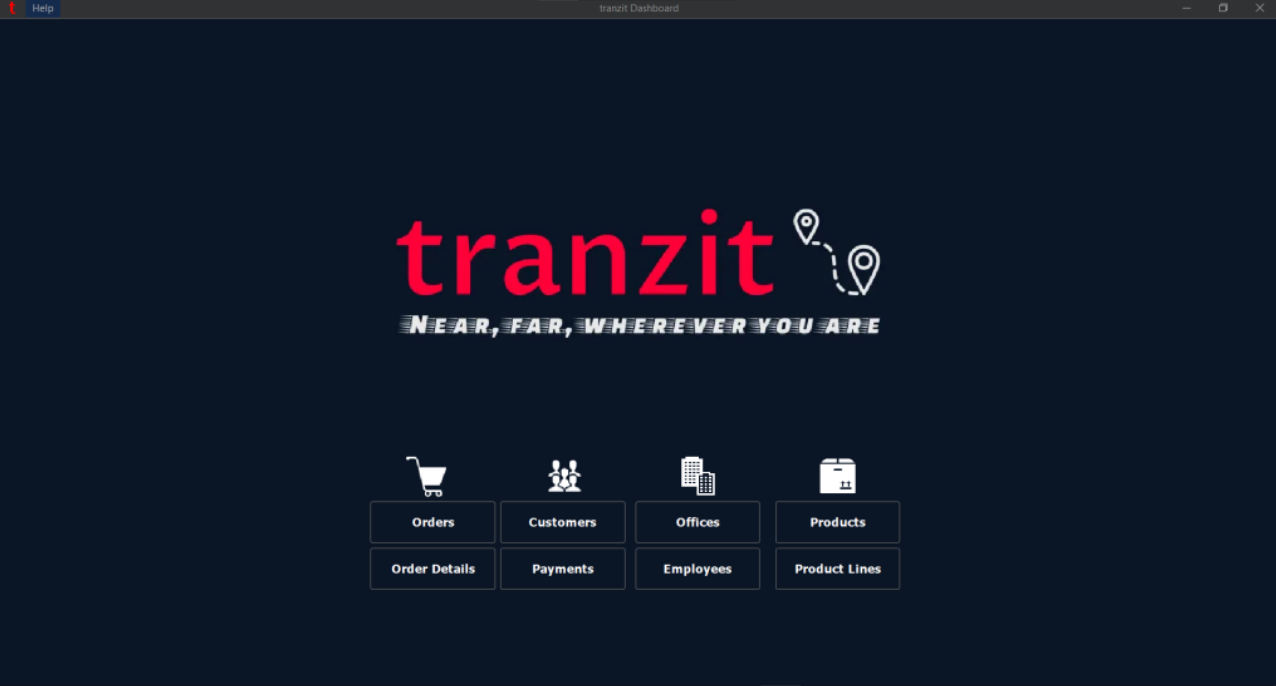 t Help tranzit Dashboard
tranzit
NEAR, FAR, WHEREVER YOU ARE
Orders Customers Offices Products
Order Details Payments Employees Product Lines